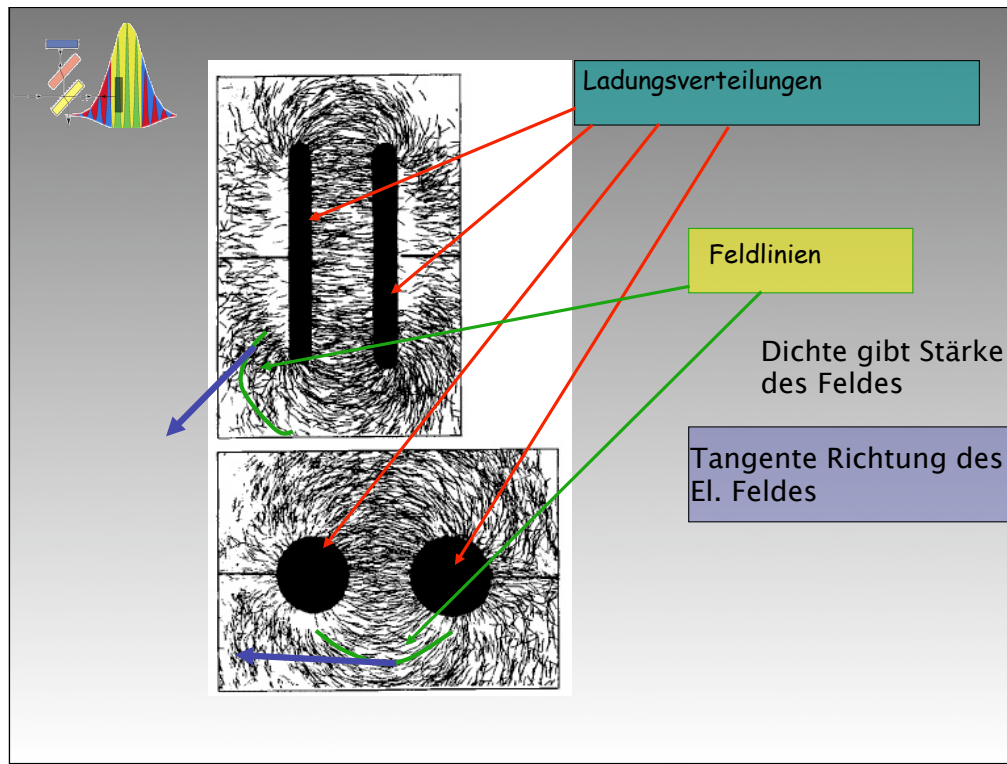 Ladungsverteilungen
Feldlinien
Dichte gibt Stärke
des Feldes
Tangente Richtung des
El. Feldes